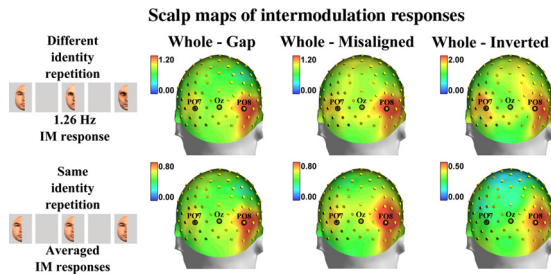 Scalp maps of intermodulation responses
Different
identity
repetition
1.26 Hz
IM response
Whole - Gap
Whole - Misaligned
Whole - Inverted
1.20
0.00
PO7
Oz
PO8
1.20
0.00
PO7
Oz
PO8
2.00
0.00
PO7
Oz
PO8
Same
identity
repetition
Averaged
IM responses
0.80
0.00
PO7
Oz
PO8
0.80
0.00
PO7
Oz
PO8
0.50
0.00
PO7
Oz
PO8